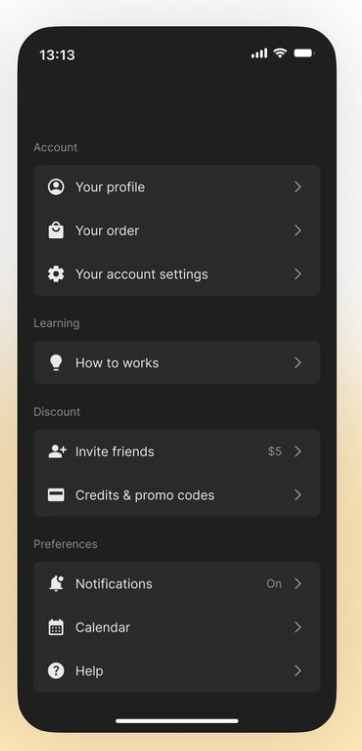 13:13
Account
Your profile
Your order
Your account settings
Learning
How to works
Discount
Invite friends $5
Credits & promo codes
Preferences
Notifications On
Calendar
Help